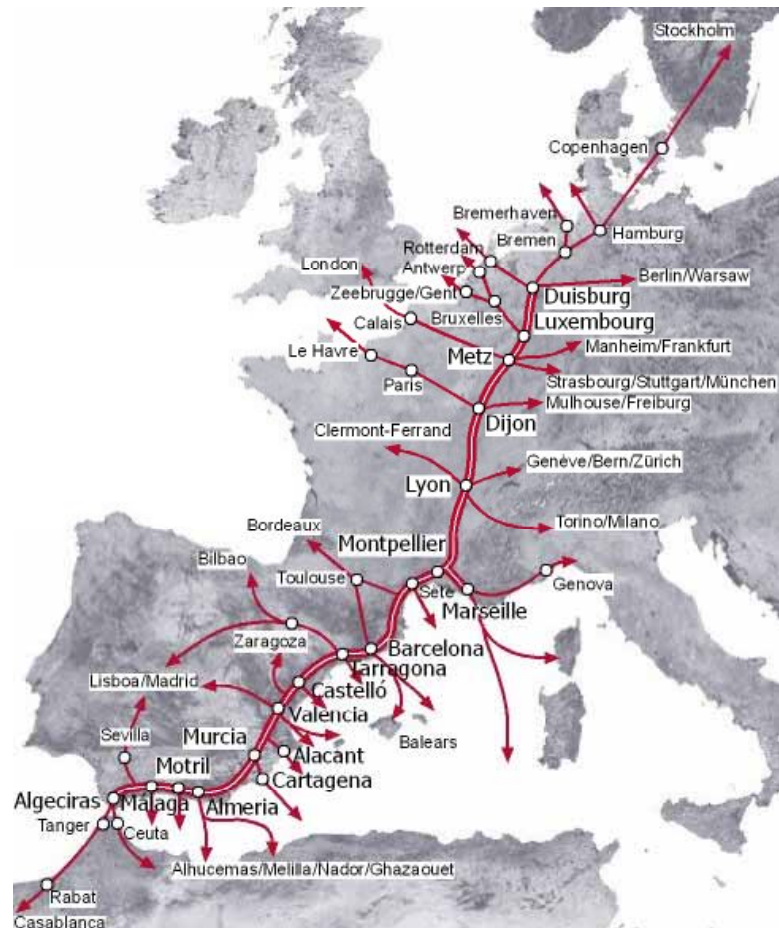 Stockholm
Copenhagen
Bremerhaven
Hamburg
Bremen
Rotterdam
London
Antwerp
Berlin/Warsaw
Zeebrugge/Gent
Duisburg
Calais
Bruxelles
Luxembourg
Le Havre
Metz
Manheim/Frankfurt
Paris
Strasbourg/Stuttgart/München
Mulhouse/Freiburg
Dijon
Clermont-Ferrand
Genève/Bern/Zürich
Lyon
Bordeaux
Torino/Milano
Montpellier
Bilbao
Toulouse
Sete
Genova
Marseille
Zaragoza
Barcelona
Tarragona
Lisboa/Madrid
Castelló
Valencia
Sevilla
Murcia
Balears
Alacant
Motril
Cartagena
Algeciras
Málaga
Almeria
Tanger
Ceuta
Alhucemas/Melilla/Nador/Ghazaouet
Rabat
Casablanca